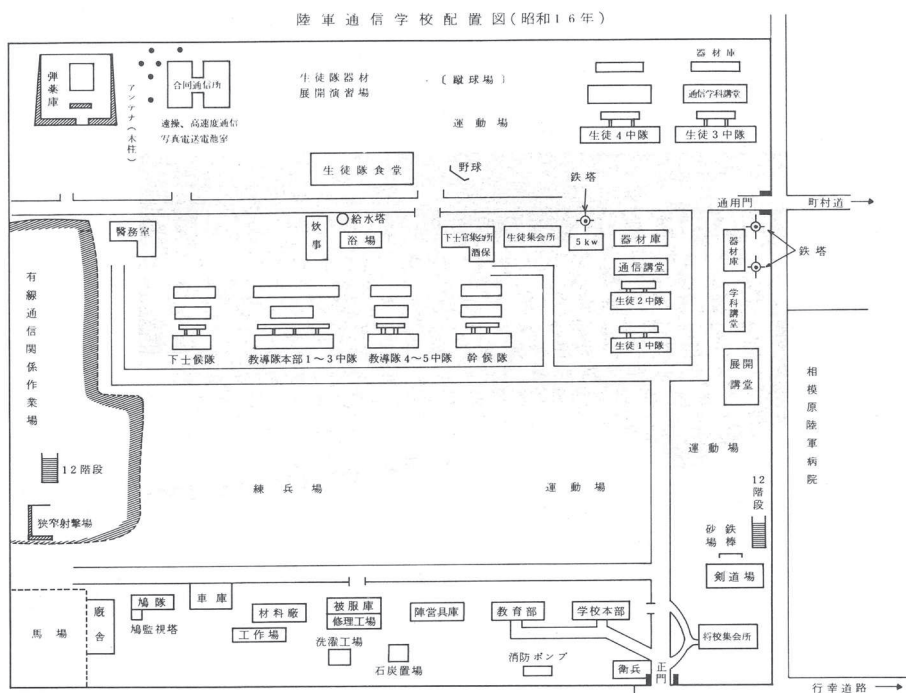 陸軍通信学校配置図(昭和16年)
弾薬庫
アンテナ(木柱)
合同通信所
遠操、高速度通信
写真電送電池室
生徒隊器材
展開演習場
〔蹴球場〕
運動場
器材庫
通信学科講堂
生徒4中隊
生徒3中隊
生徒隊食堂
野球
鉄塔
通用門
町村道
醫務室
炊事
給水塔
浴場
下士官集会所
酒保
生徒集会所
5kw
器材庫
器材庫
鉄塔
通信講堂
生徒2中隊
学科講堂
生徒1中隊
下士候隊
教導隊本部1〜3中隊
教導隊4〜5中隊
幹候隊
展開
講堂
有線通信関係作業場
相模原陸軍病院
運動場
12階段
練兵場
運動場
12階段
狭窄射撃場
砂場
鉄棒
剣道場
馬場
厩舎
鳩隊
鳩監視塔
車庫
材料廠
工作場
被服庫
修理工場
洗濯工場
石炭置場
陣営具庫
教育部
学校本部
将校集会所
消防ポンプ
衛兵
正門
行幸道路